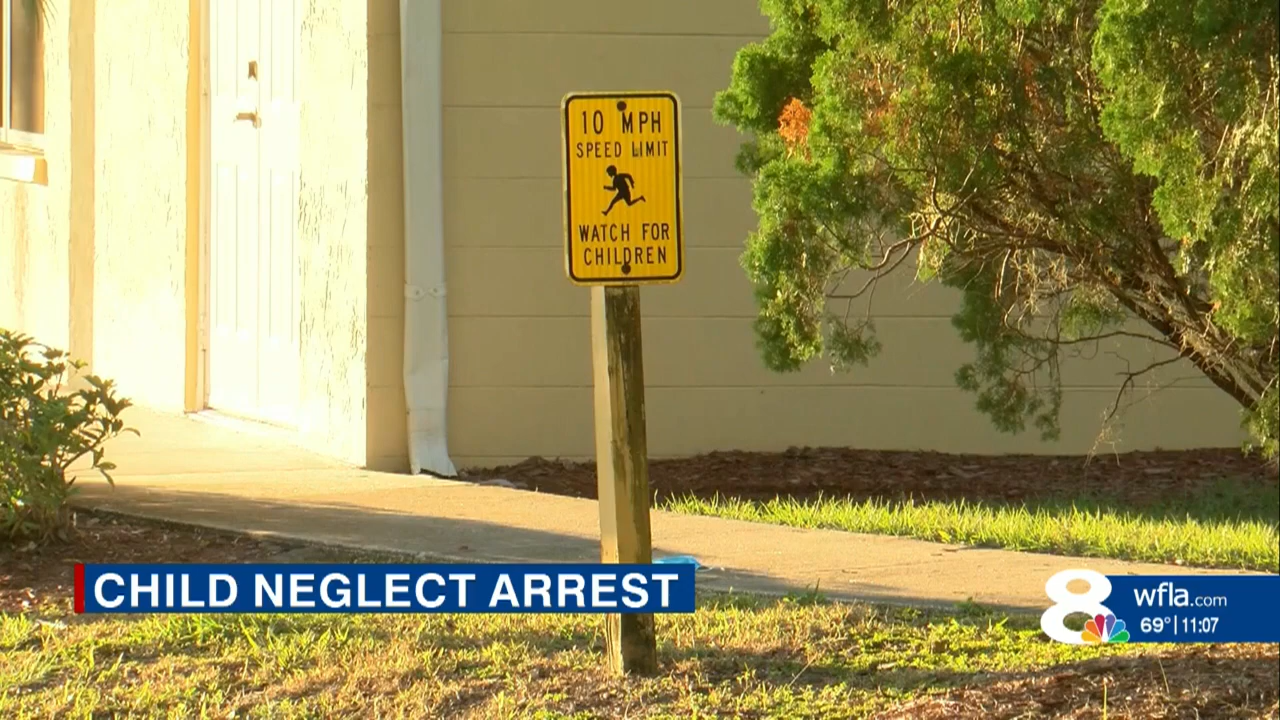 10 MPH
SPEED LIMIT
WATCH FOR
CHILDREN
CHILD NEGLECT ARREST
8
wfla.com
69° | 11:07